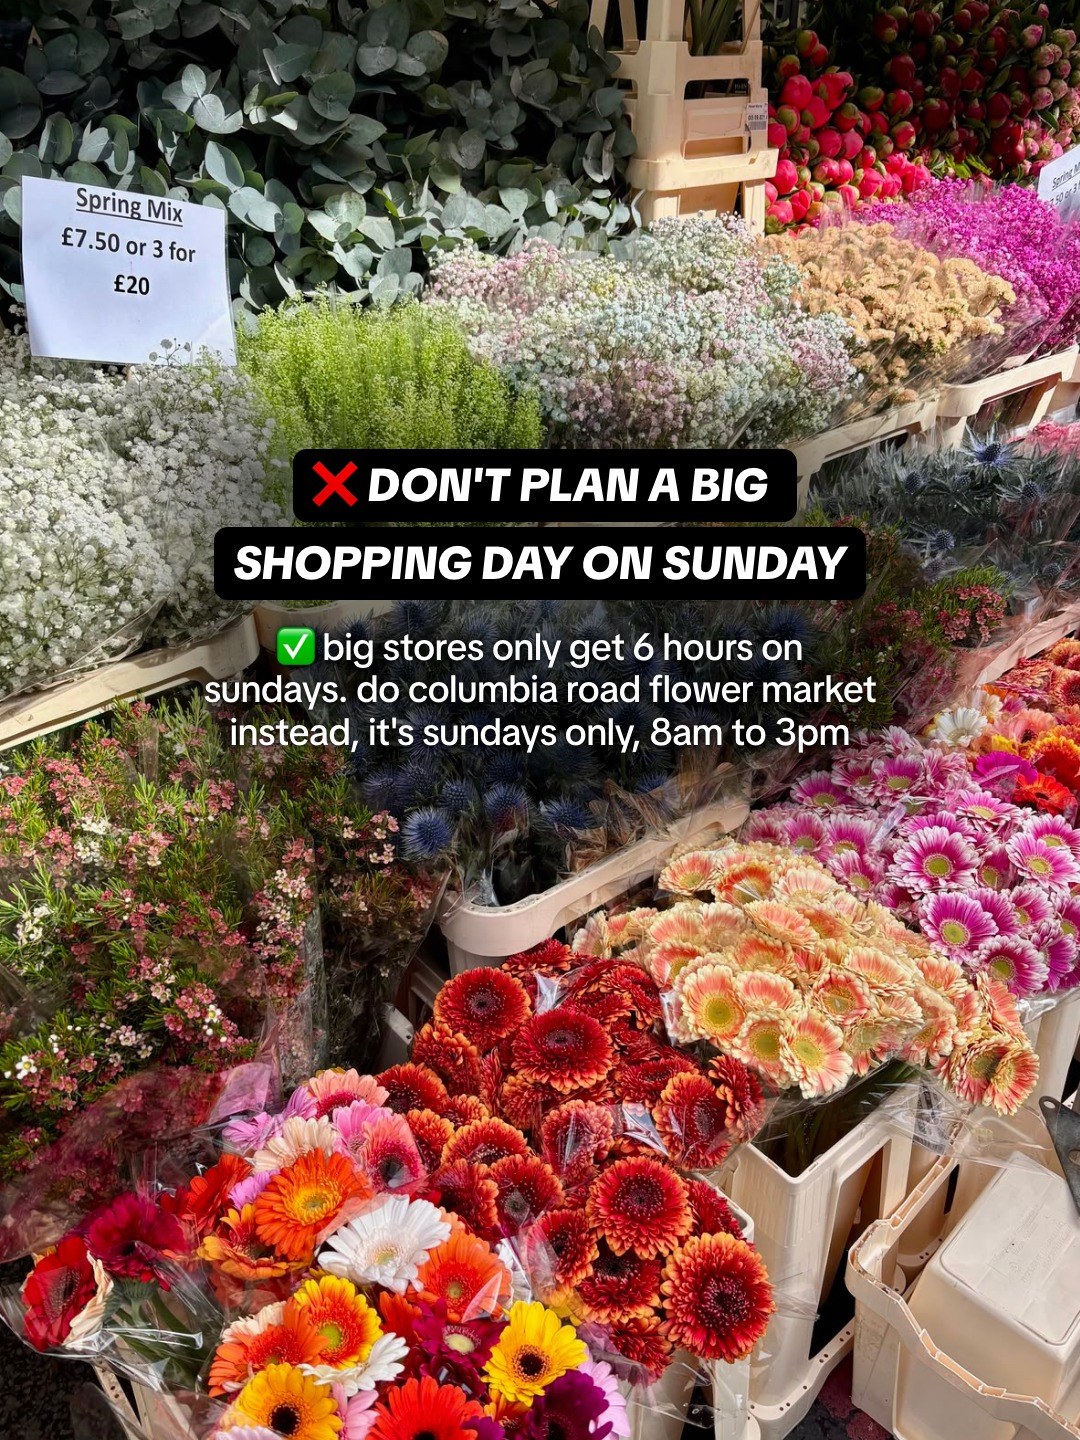 Spring Mix
£7.50 or 3 for
£20
❌ DON'T PLAN A BIG
SHOPPING DAY ON SUNDAY
✅ big stores only get 6 hours on
sundays. do columbia road flower market
instead, it's sundays only, 8am to 3pm